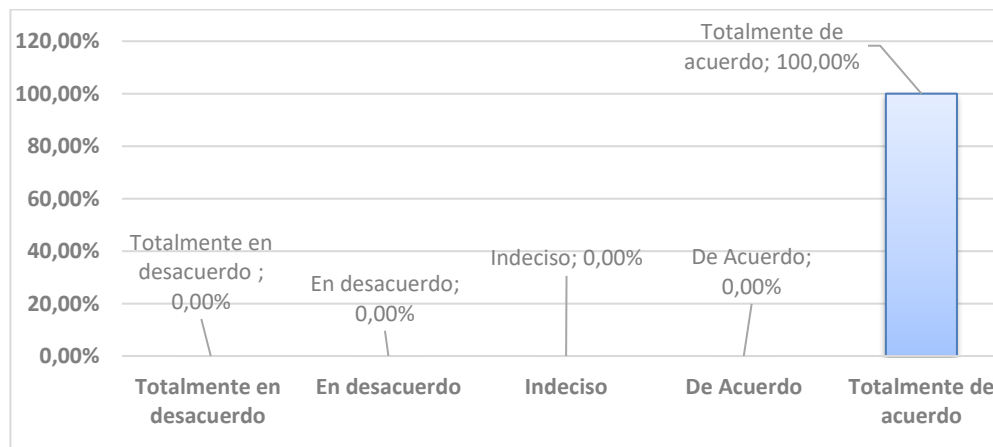 120,00%
100,00%
80,00%
60,00%
40,00%
20,00%
0,00%
Totalmente en
desacuerdo ;
0,00%
En desacuerdo;
0,00%
Indeciso; 0,00%
De Acuerdo;
0,00%
Totalmente de
acuerdo; 100,00%
Totalmente en
desacuerdo
En desacuerdo
Indeciso
De Acuerdo
Totalmente de
acuerdo